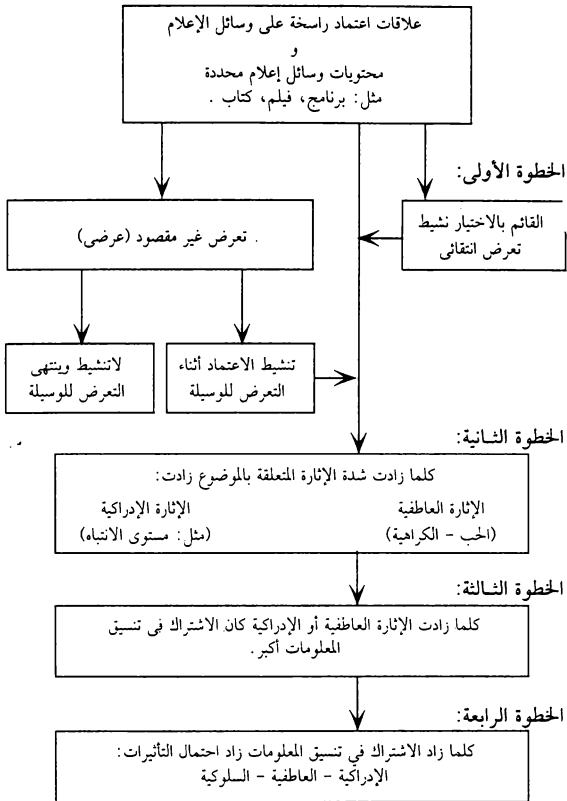 علاقات اعتماد راسخة على وسائل الإعلام
و
محتويات وسائل إعلام محددة
مثل: برنامج، فيلم، كتاب .
الخطوة الأولى:
القائم بالاختيار نشيط
تعرض انتقائى
تعرض غير مقصود (عرضى) .
تنشيط الاعتماد أثناء
التعرض للوسيلة
لاتنشيط وينتهى
التعرض للوسيلة
الخطوة الثانية:
كلما زادت شدة الإثارة المتعلقة بالموضوع زادت:
الإثارة العاطفية
(الحب - الكراهية)
الإثارة الإدراكية
(مثل: مستوى الانتباه)
الخطوة الثالثة:
كلما زادت الإثارة العاطفية أو الإدراكية كان الاشتراك فى تنسيق
المعلومات أكبر .
الخطوة الرابعة:
كلما زاد الاشتراك في تنسيق المعلومات زاد احتمال التأثيرات:
الإدراكية - العاطفية - السلوكية